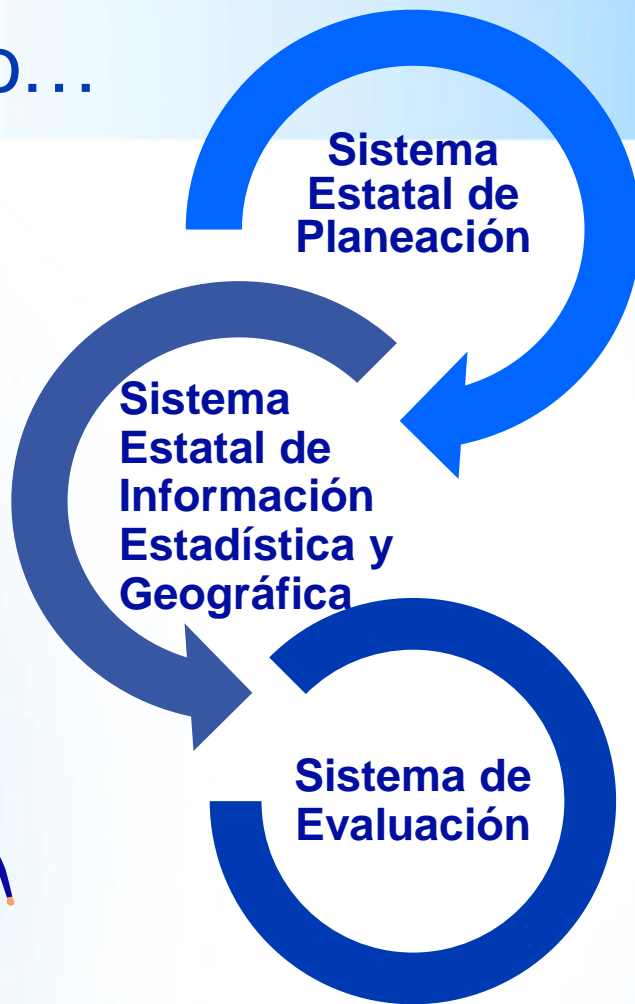 o…
Sistema
Estatal de
Planeación
Sistema
Estatal de
Información
Estadística y
Geográfica
Sistema de
Evaluación